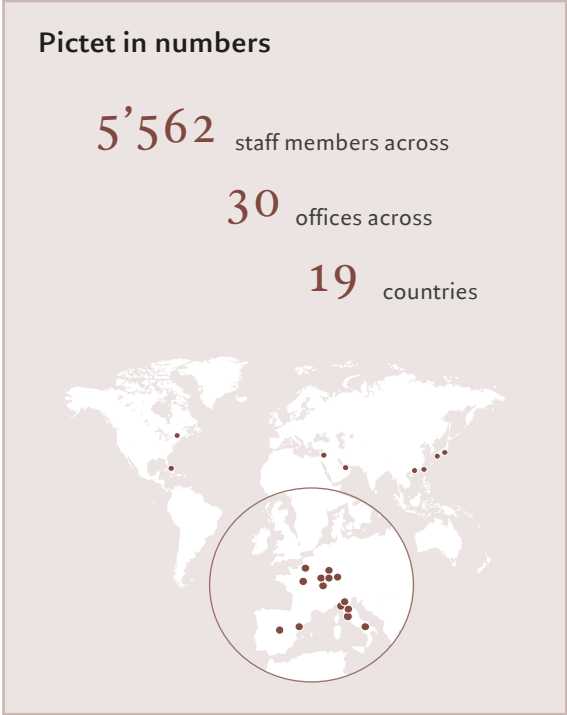 Pictet in numbers
5’562 staff members across
30 offices across
19 countries